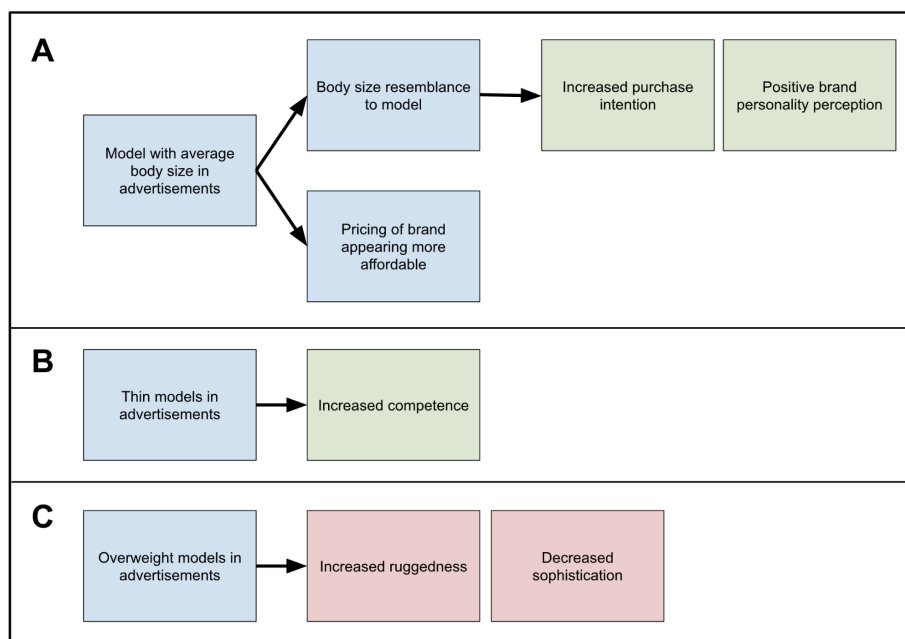 A
Model with average
body size in
advertisements
Body size resemblance
to model
Increased purchase
intention
Positive brand
personality perception
Pricing of brand
appearing more
affordable
B
Thin models in
advertisements
Increased competence
C
Overweight models in
advertisements
Increased ruggedness
Decreased
sophistication